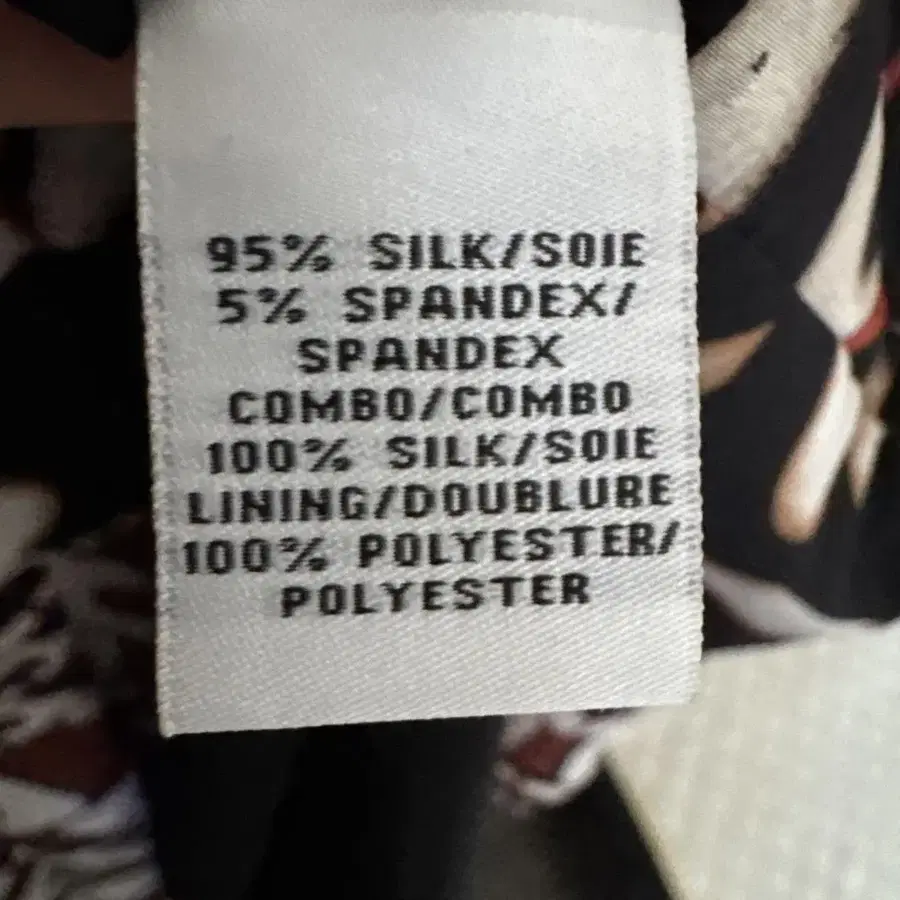 95% SILK/SOIE
5% SPANDEX/
SPANDEX
COMBO/COMBO
100% SILK/SOIE
LINING/DOUBLURE
100% POLYESTER/
POLYESTER